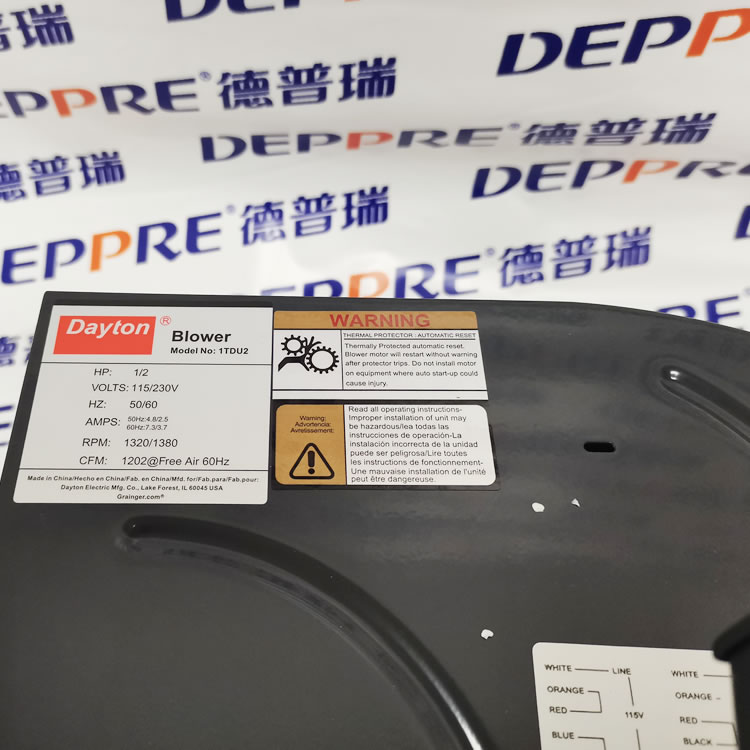 普瑞
DEPPRE
DEPPRE®德普瑞
DEPPRE®德普瑞
德普瑞
DEPPRE
DEPPRE®德普瑞
DEPPRE®德普瑞
Dayton®
Blower
Model No: 1TDU2
HP: 1/2
VOLTS: 115/230V
HZ: 50/60
AMPS: 50Hz:4.8/2.5
60Hz:7.3/3.7
RPM: 1320/1380
CFM: 1202@Free Air 60Hz
Made in China/Hecho en China/Fab. en China/Mfd. for/Fab.para/Fab.pour:
Dayton Electric Mfg. Co., Lake Forest, IL 60045 USA
Grainger.com®
WARNING
THERMAL PROTECTOR : AUTOMATIC RESET
Thermally Protected automatic reset.
Blower motor will restart without warning
after protector trips. Do not install motor
on equipment where auto start-up could
cause injury.
Warning:
Advertencia:
Avretissement:
Read all operating instructions-
Improper installation of unit may
be hazardous/lea todas las
instrucciones de operación-La
instalación incorrecta de la unidad
puede ser peligrosa/Lire toutes
les instructions de fonctionnement-
Une mauvaise installation de l'unité
peut être dangereuse.
WHITE LINE
ORANGE
RED
115V
BLUE
WHITE
ORANGE
RED
BLACK